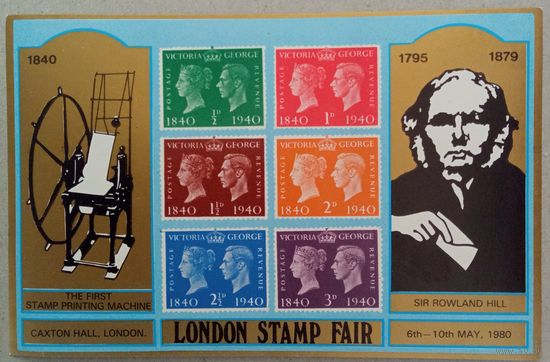 1840
THE FIRST
STAMP PRINTING MACHINE
CAXTON HALL, LONDON.
VICTORIA GEORGE
POSTAGE
REVENUE
1840 ½D 1940
VICTORIA GEORGE
POSTAGE
REVENUE
1840 1D 1940
VICTORIA GEORGE
POSTAGE
REVENUE
1840 1½D 1940
VICTORIA GEORGE
POSTAGE
REVENUE
1840 2D 1940
VICTORIA GEORGE
POSTAGE
REVENUE
1840 2½D 1940
VICTORIA GEORGE
POSTAGE
REVENUE
1840 3D 1940
LONDON STAMP FAIR
1795 1879
SIR ROWLAND HILL
6th—10th MAY, 1980